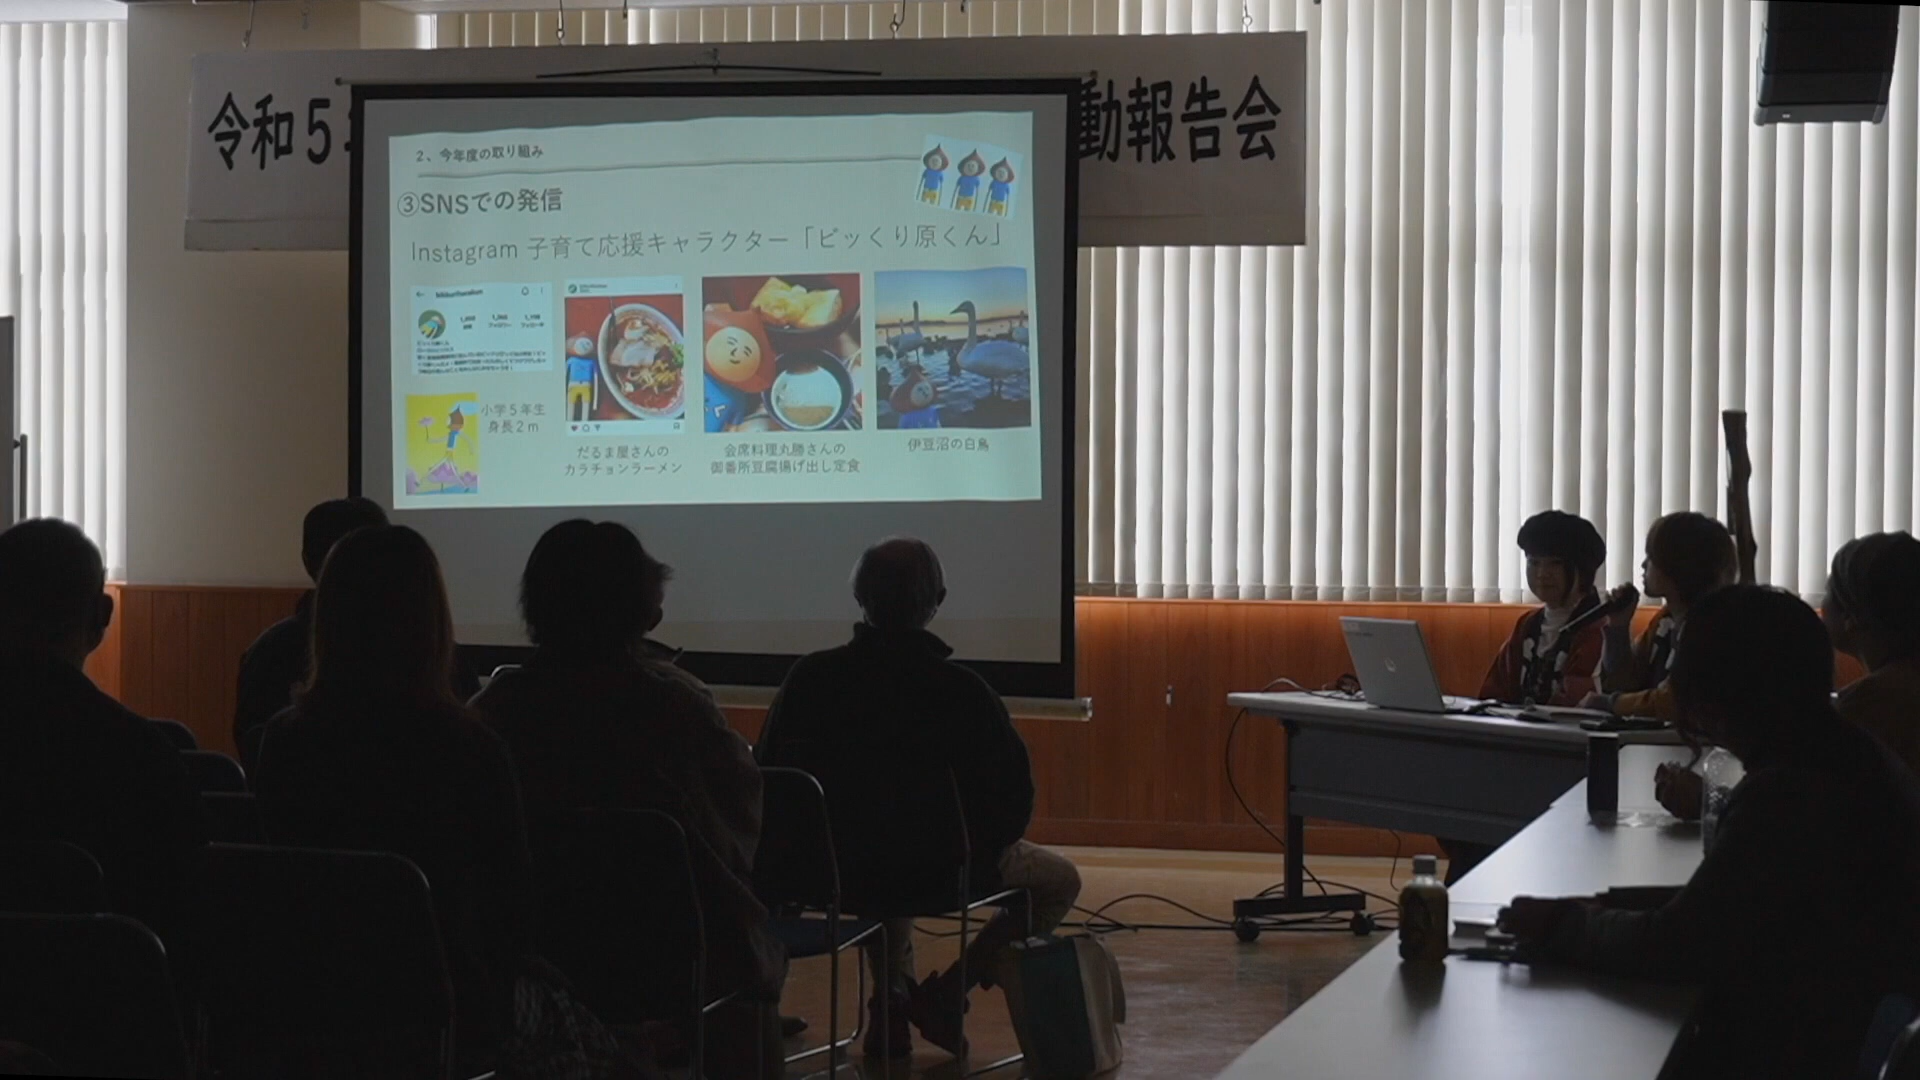 令和5
動報告会
2、今年度の取り組み
③SNSでの発信
Instagram 子育て応援キャラクター「ビッくり原くん」
小学5年生
身長2m
だるま屋さんの
カラチョンラーメン
会席料理丸勝さんの
御番所豆腐揚げ出し定食
伊豆沼の白鳥